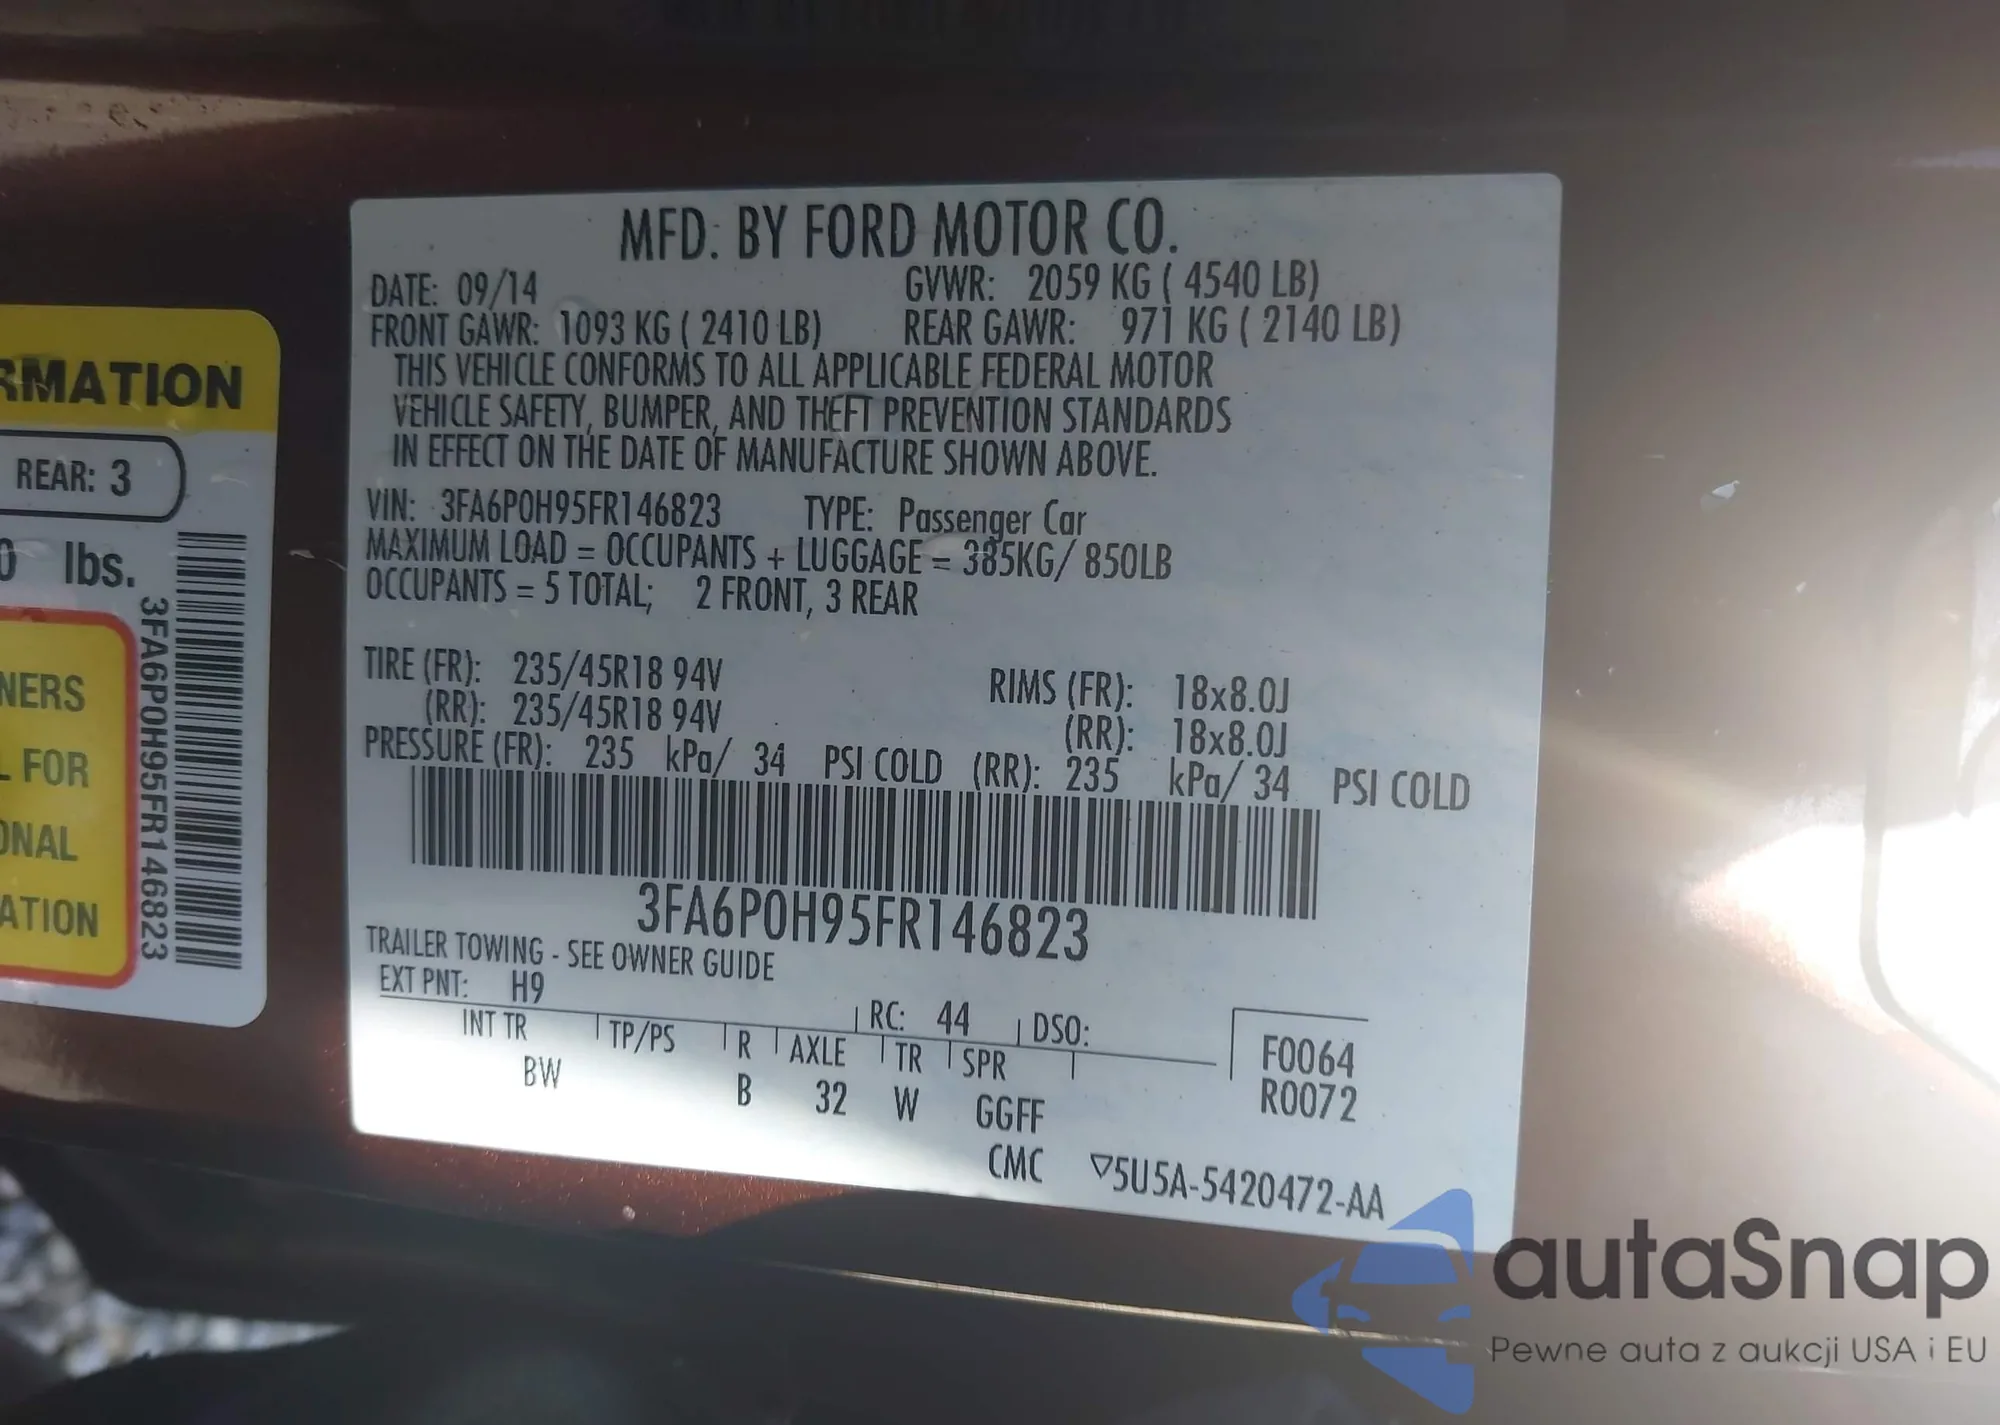 RMATION
REAR: 3
0 lbs.
NERS
L FOR
ONAL
ATION
3FA6P0H95FR146823
MFD. BY FORD MOTOR CO.
DATE: 09/14 GVWR: 2059 KG ( 4540 LB)
FRONT GAWR: 1093 KG ( 2410 LB) REAR GAWR: 971 KG ( 2140 LB)
THIS VEHICLE CONFORMS TO ALL APPLICABLE FEDERAL MOTOR
VEHICLE SAFETY, BUMPER, AND THEFT PREVENTION STANDARDS
IN EFFECT ON THE DATE OF MANUFACTURE SHOWN ABOVE.
VIN: 3FA6P0H95FR146823 TYPE: Passenger Car
MAXIMUM LOAD = OCCUPANTS + LUGGAGE = 385KG/ 850LB
OCCUPANTS = 5 TOTAL; 2 FRONT, 3 REAR
TIRE (FR): 235/45R18 94V RIMS (FR): 18x8.0J
(RR): 235/45R18 94V (RR): 18x8.0J
PRESSURE (FR): 235 kPa/ 34 PSI COLD (RR): 235 kPa/ 34 PSI COLD
3FA6P0H95FR146823
TRAILER TOWING - SEE OWNER GUIDE
EXT PNT: H9 RC: 44 DSO:
INT TR TP/PS R AXLE TR SPR
BW B 32 W GGFF
F0064
R0072
CMC ▽5U5A-5420472-AA
autaSnap
Pewne auta z aukcji USA i EU